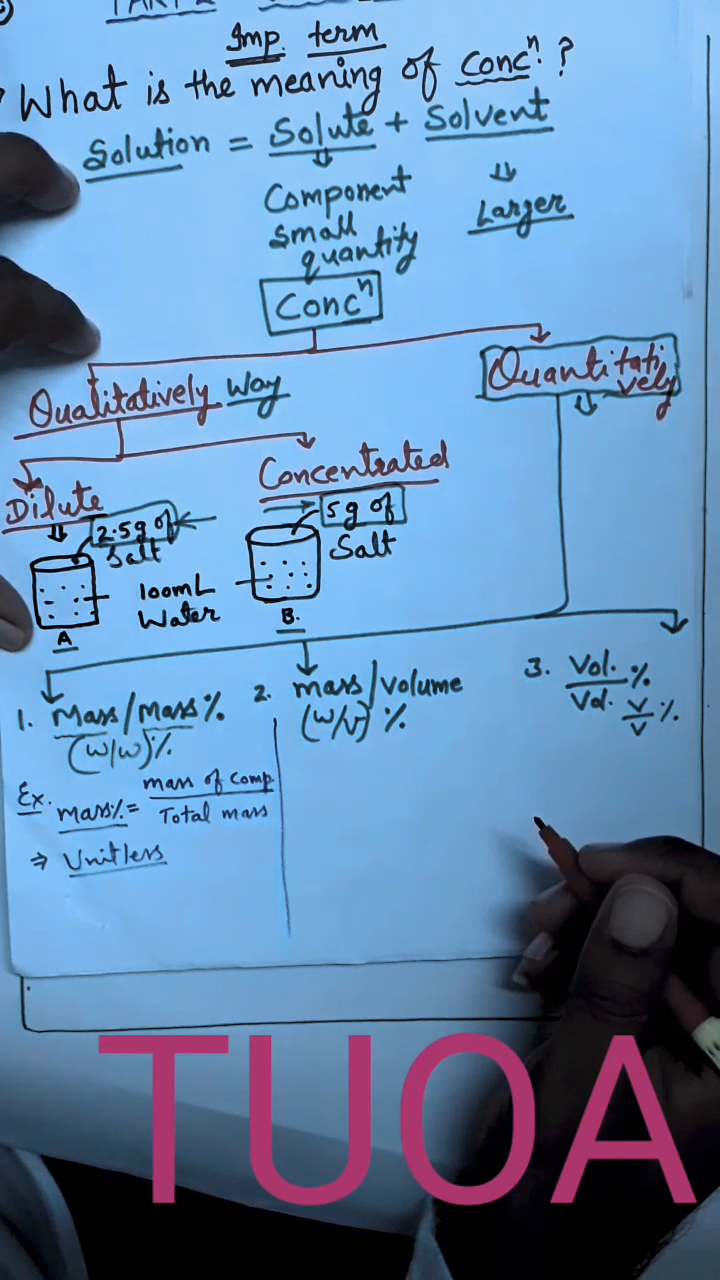 Imp. term
What is the meaning of Concⁿ. ?
Solution = Solute + Solvent
Component
small
quantity
Larger
Concⁿ
Qualitatively Way
Quantitati
vely
Dilute
Concentrated
2.5g of
Salt
5g of
Salt
100mL
Water
A
B.
1. Mass/Mass %
(W/W)%
2. mass/volume
(W/V) %
3. Vol. %
Vol.
V
V %
Ex. mass% = mass of comp.
Total mass
⇒ Unitless
TUOA